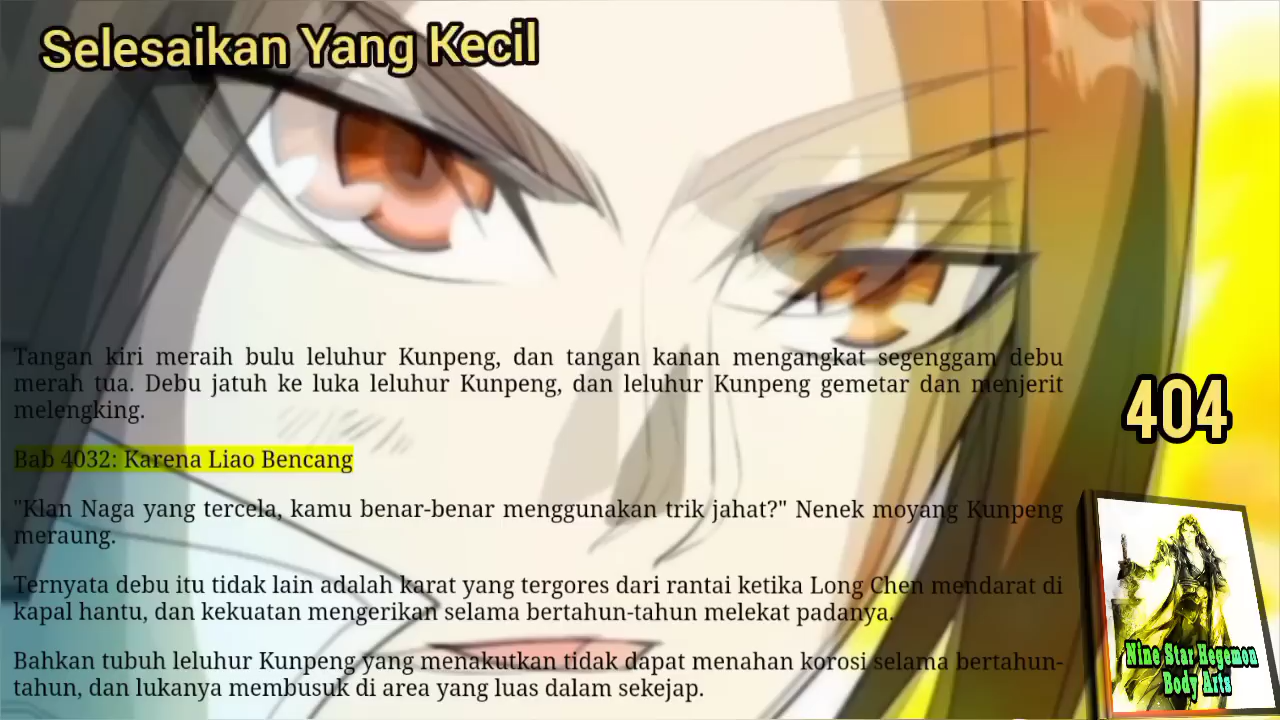 Selesaikan Yang Kecil
Tangan kiri meraih bulu leluhur Kunpeng, dan tangan kanan mengangkat segenggam debu
merah tua. Debu jatuh ke luka leluhur Kunpeng, dan leluhur Kunpeng gemetar dan menjerit
melengking.
404
Bab 4032: Karena Liao Bencang
"Klan Naga yang tercela, kamu benar-benar menggunakan trik jahat?" Nenek moyang Kunpeng
meraung.
Ternyata debu itu tidak lain adalah karat yang tergores dari rantai ketika Long Chen mendarat di
kapal hantu, dan kekuatan mengerikan selama bertahun-tahun melekat padanya.
Bahkan tubuh leluhur Kunpeng yang menakutkan tidak dapat menahan korosi selama bertahun-
tahun, dan lukanya membusuk di area yang luas dalam sekejap.
Nine Star Hegemon
Body Arts